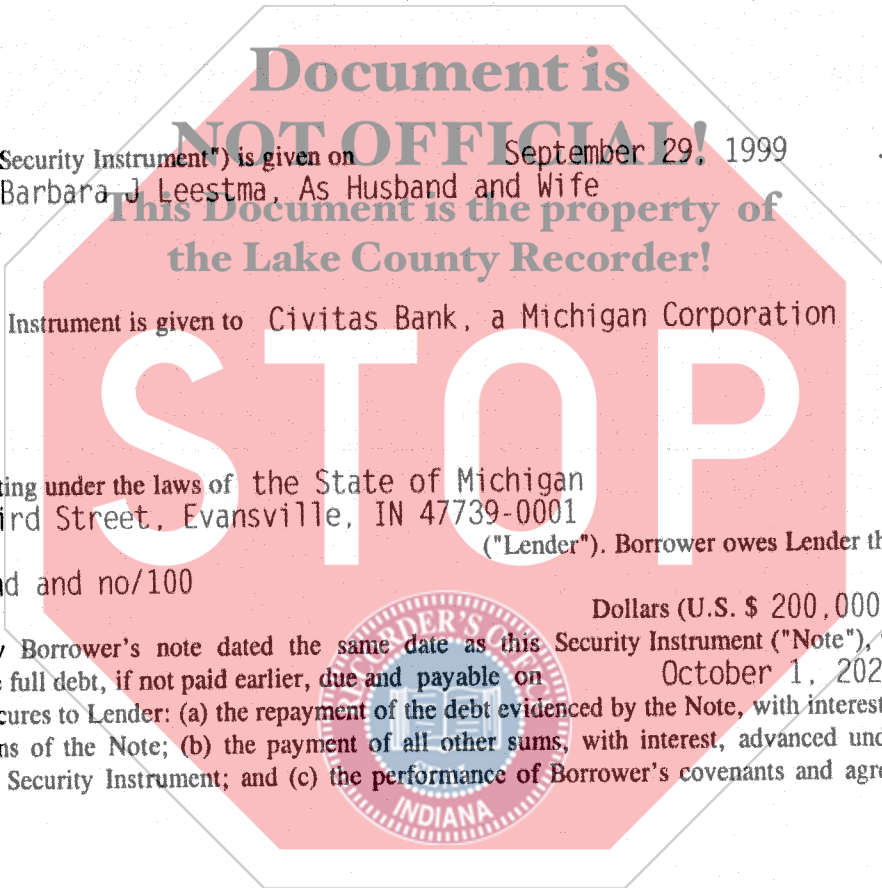 Document is
NOT OFFICIAL!
Security Instrument") is given on September 29, 1999
Barbara J Leestma, As Husband and Wife
This Document is the property of
the Lake County Recorder!
Instrument is given to Civitas Bank, a Michigan Corporation
STOP
ting under the laws of the State of Michigan
ird Street, Evansville, IN 47739-0001
("Lender"). Borrower owes Lender th
d and no/100
Dollars (U.S. $ 200,000
y Borrower's note dated the same date as this Security Instrument ("Note"),
e full debt, if not paid earlier, due and payable on October 1, 202
cures to Lender: (a) the repayment of the debt evidenced by the Note, with interest
ns of the Note; (b) the payment of all other sums, with interest, advanced und
Security Instrument; and (c) the performance of Borrower's covenants and agre
RECORDER'S OFFICE
INDIANA